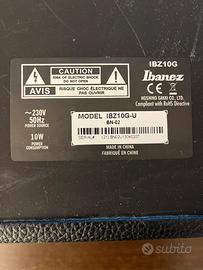 IBZ10G
CAUTION
RISK OF ELECTRIC SHOCK
DO NOT OPEN
AVIS
RISQUE CHOC ÉLECTRIQUE NE PAS OUVRIR
Ibanez
HOSHINO GAKKI CO., LTD.
Compliant with RoHS Directive
CE
~230V
50Hz
POWER SOURCE
10W
POWER CONSUMPTION
MODEL IBZ10G-U
BN-02
SERIAL#
MADE IN CHINA
FABRIQUÉ EN CHINE
subito